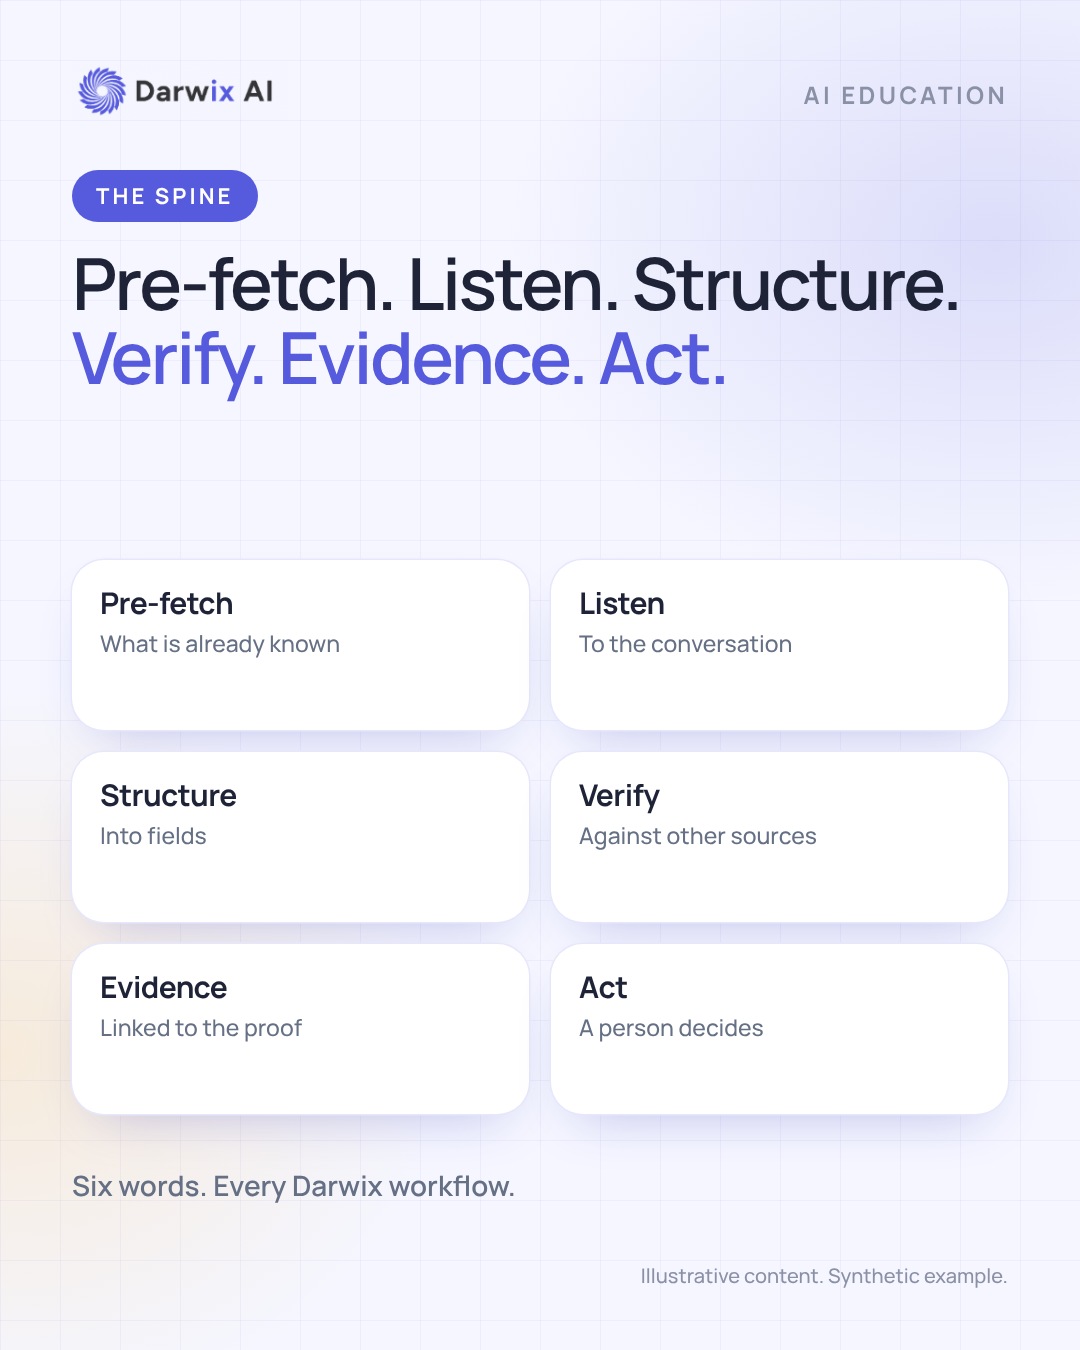 Darwix AI
AI EDUCATION
THE SPINE
Pre-fetch. Listen. Structure.
Verify. Evidence. Act.
Pre-fetch
What is already known
Listen
To the conversation
Structure
Into fields
Verify
Against other sources
Evidence
Linked to the proof
Act
A person decides
Six words. Every Darwix workflow.
Illustrative content. Synthetic example.